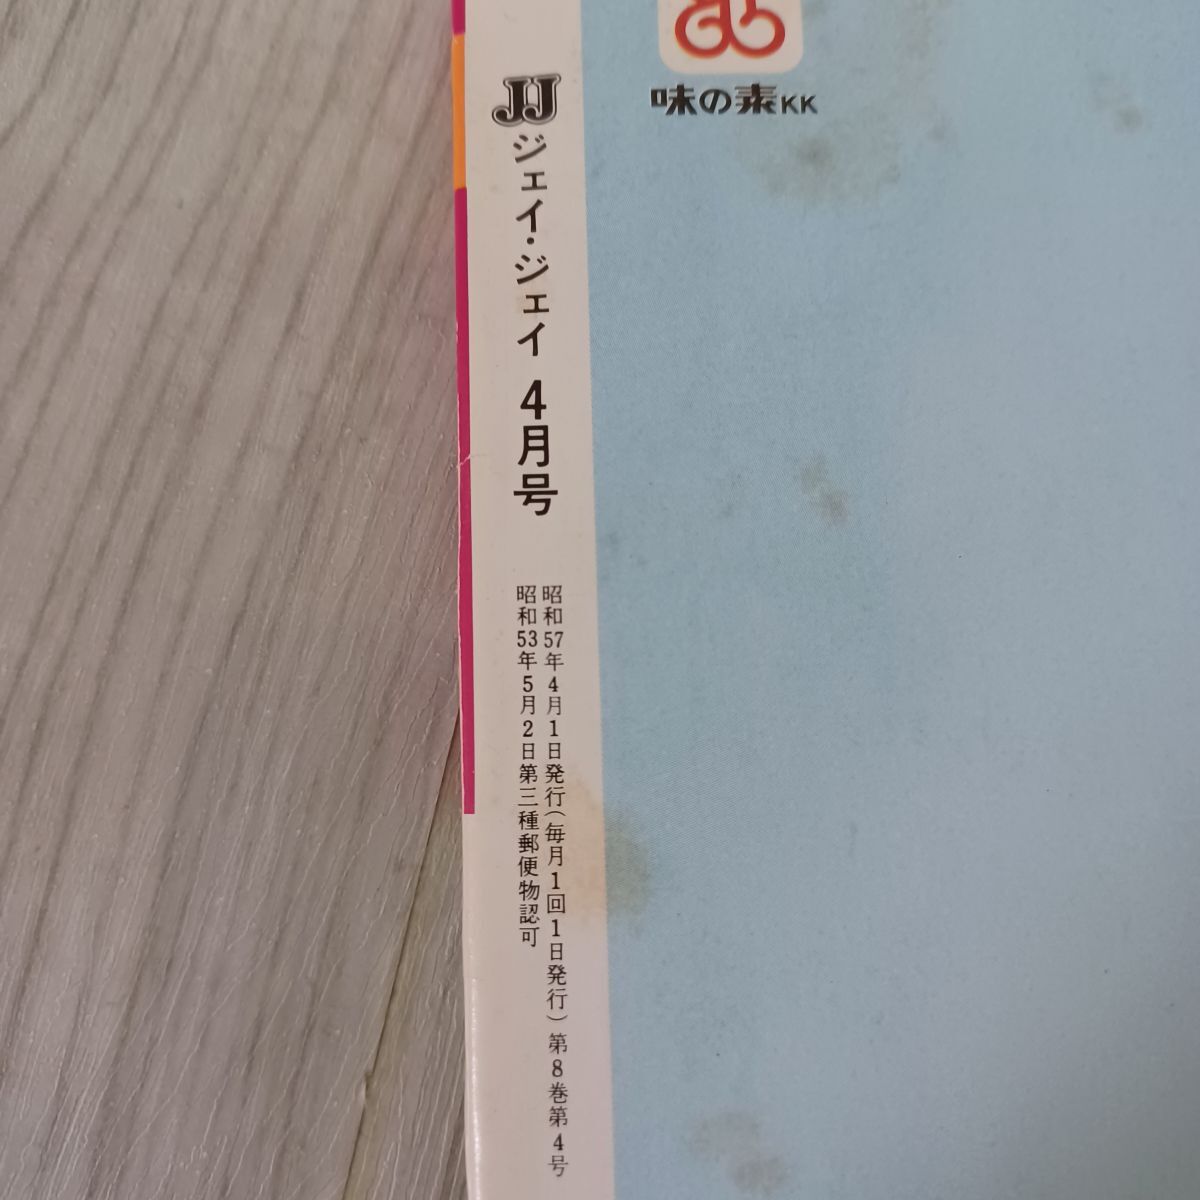 味の素KK
JJ
ジェイ・ジェイ 4月号
昭和57年4月1日発行(毎月1回1日発行)第8巻第4号
昭和53年5月2日第三種郵便物認可